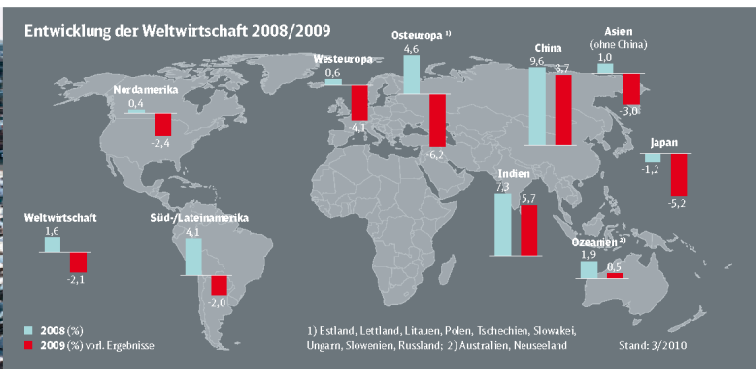 Entwicklung der Weltwirtschaft 2008/2009
Nordamerika
0,4
-2,4
Westeuropa
0,6
-4,1
Osteuropa 1)
4,6
-6,2
China
9,6
8,7
Asien
(ohne China)
1,0
-3,0
Japan
-1,2
-5,2
Weltwirtschaft
1,6
-2,1
Süd-/Lateinamerika
4,1
-2,0
Indien
7,3
5,7
Ozeanien 2)
1,9
0,5
2008 (%)
2009 (%) vorl. Ergebnisse
1) Estland, Lettland, Litauen, Polen, Tschechien, Slowakei,
Ungarn, Slowenien, Russland; 2) Australien, Neuseeland
Stand: 3/2010